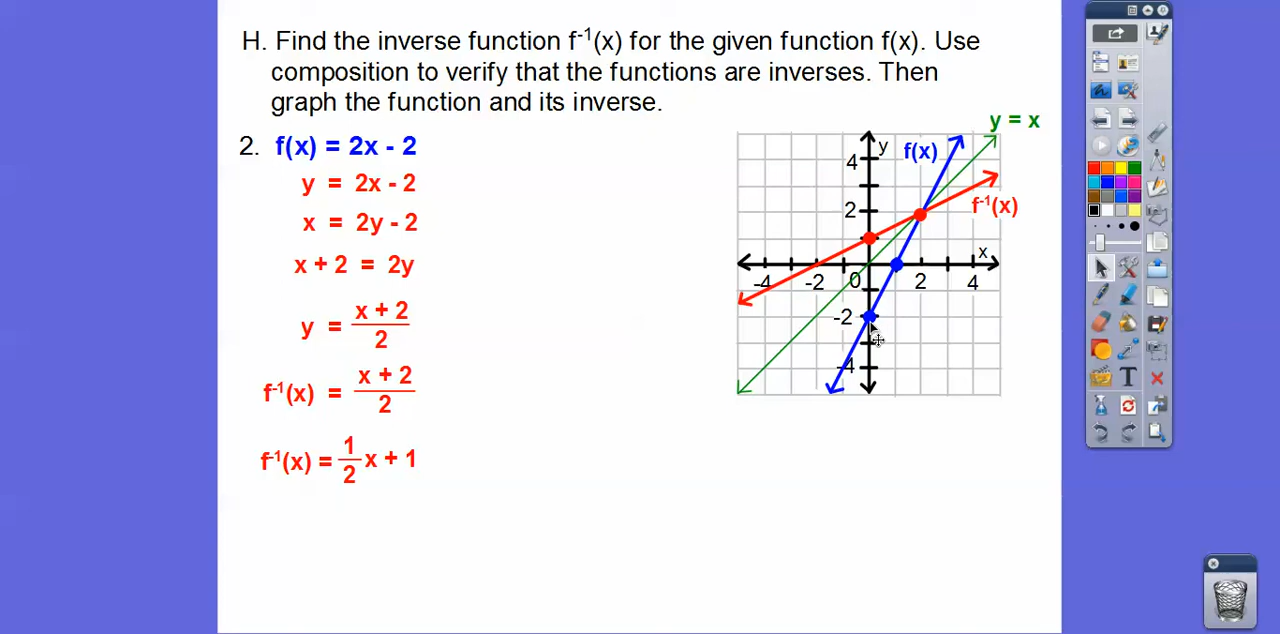 H. Find the inverse function f⁻¹(x) for the given function f(x). Use
composition to verify that the functions are inverses. Then
graph the function and its inverse.
2. f(x) = 2x - 2
y = 2x - 2
x = 2y - 2
x + 2 = 2y
y = x + 2 / 2
f⁻¹(x) = x + 2 / 2
f⁻¹(x) = 1/2 x + 1
y = x
y
f(x)
4
2
f⁻¹(x)
x
-4 -2 0 2 4
-2
-4
T